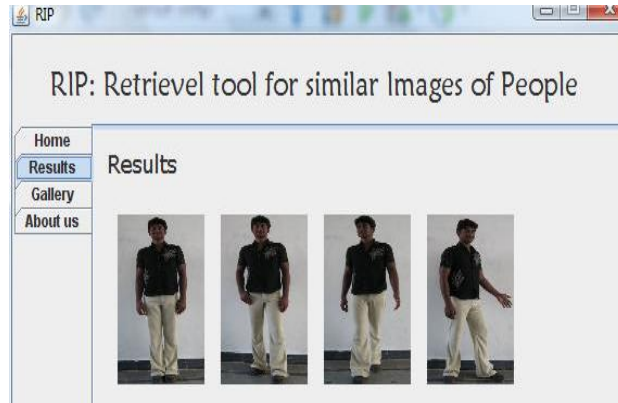 RIP
RIP: Retrievel tool for similar Images of People
Home
Results
Gallery
About us
Results